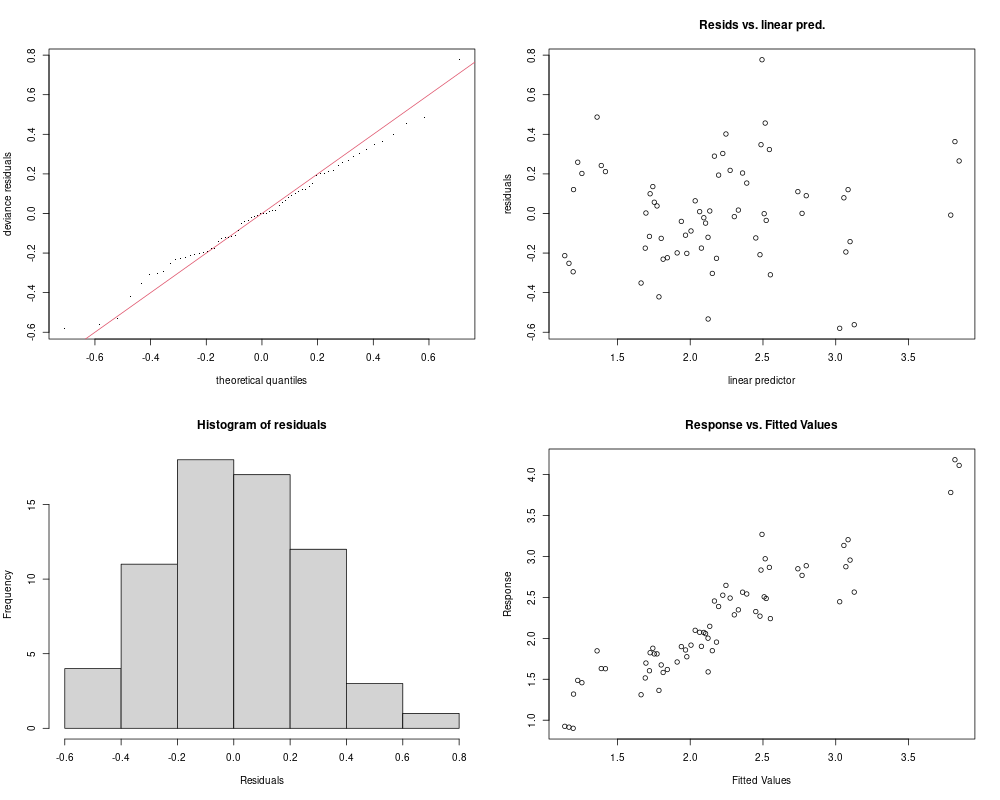 deviance residuals
-0.6 -0.4 -0.2 0.0 0.2 0.4 0.6 0.8
-0.6 -0.4 -0.2 0.0 0.2 0.4 0.6
theoretical quantiles
Resids vs. linear pred.
residuals
-0.6 -0.4 -0.2 0.0 0.2 0.4 0.6 0.8
1.5 2.0 2.5 3.0 3.5
linear predictor
Histogram of residuals
Frequency
0 5 10 15
-0.6 -0.4 -0.2 0.0 0.2 0.4 0.6 0.8
Residuals
Response vs. Fitted Values
Response
1.0 1.5 2.0 2.5 3.0 3.5 4.0
1.5 2.0 2.5 3.0 3.5
Fitted Values